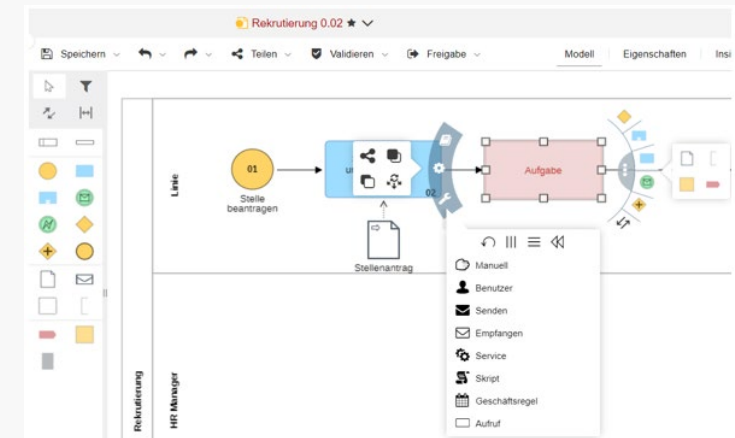 Rekrutierung 0.02
Speichern Teilen Validieren Freigabe Modell Eigenschaften
01
02
Aufgabe
Linie
Stelle
beantragen
Stellenantrag
Manuell
Benutzer
Senden
Empfangen
Service
Skript
Geschäftsregel
Aufruf
Rekrutierung
HR Manager